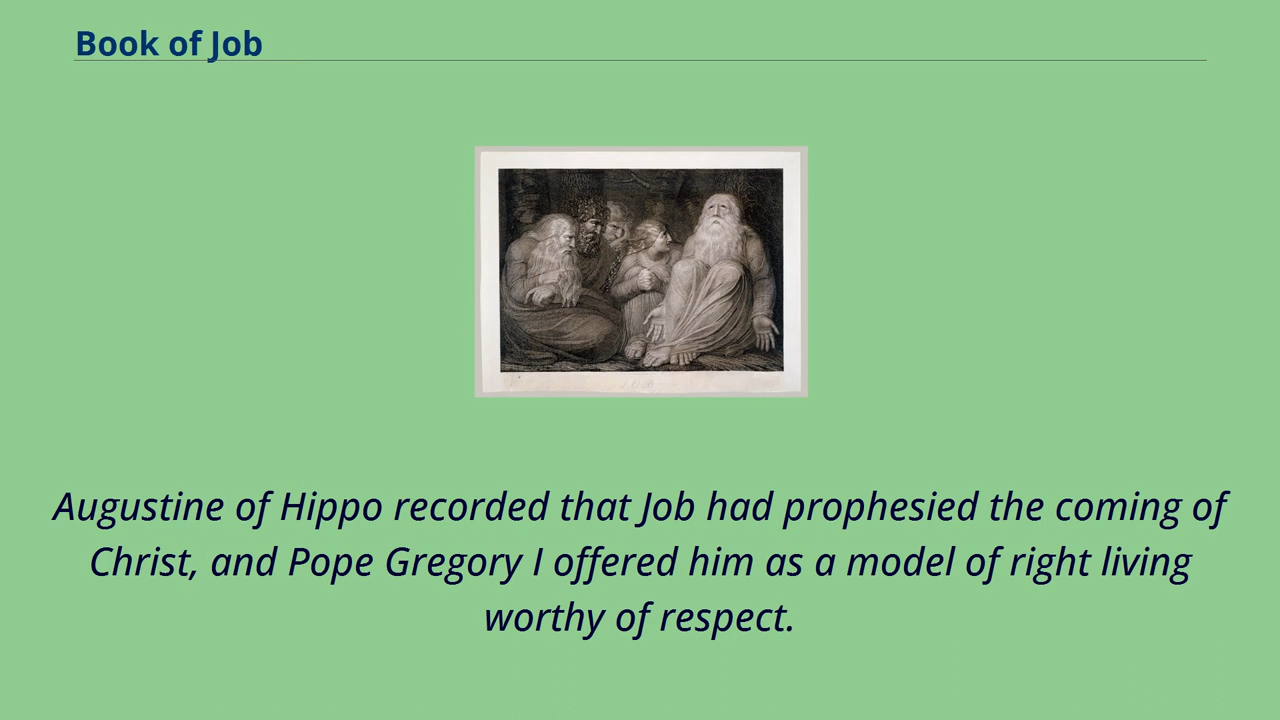 Book of Job
Augustine of Hippo recorded that Job had prophesied the coming of
Christ, and Pope Gregory I offered him as a model of right living
worthy of respect.